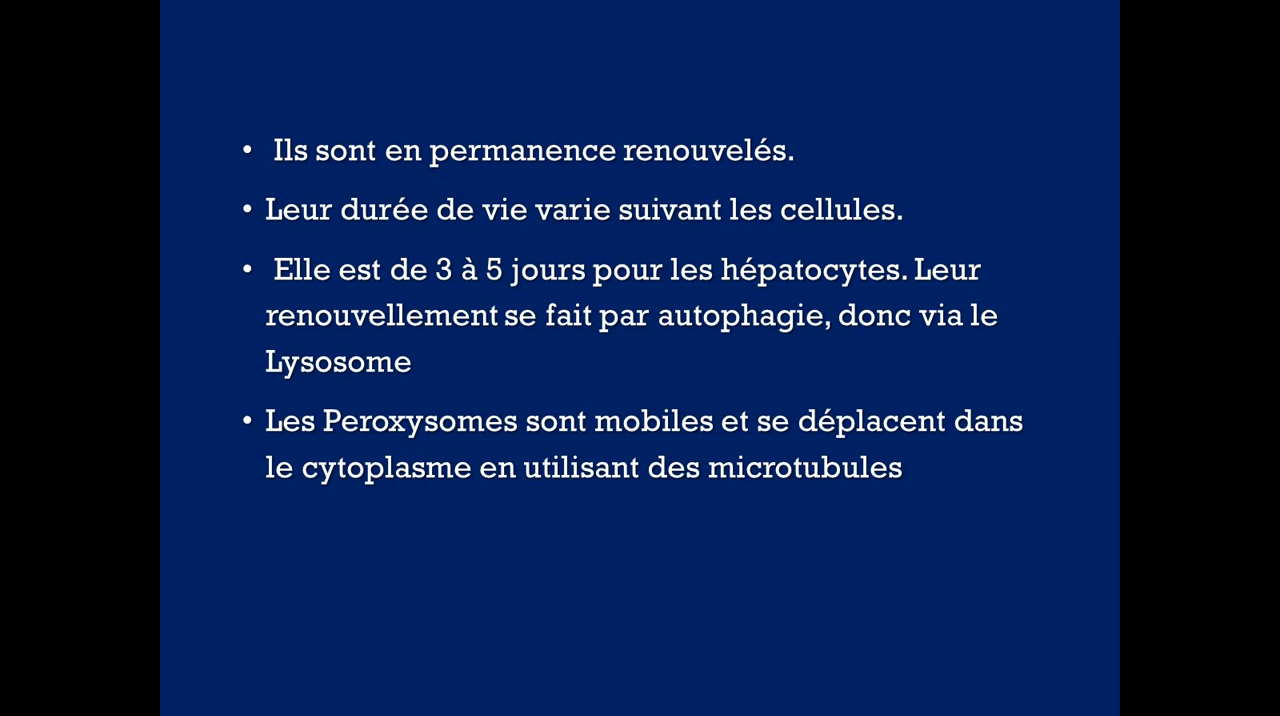 • Ils sont en permanence renouvelés.
• Leur durée de vie varie suivant les cellules.
• Elle est de 3 à 5 jours pour les hépatocytes. Leur
renouvellement se fait par autophagie, donc via le
Lysosome
• Les Peroxysomes sont mobiles et se déplacent dans
le cytoplasme en utilisant des microtubules